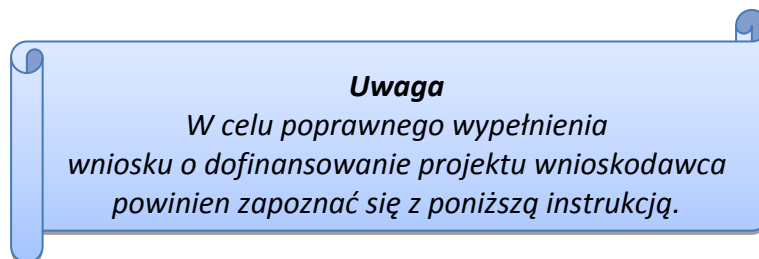 Uwaga
W celu poprawnego wypełnienia
wniosku o dofinansowanie projektu wnioskodawca
powinien zapoznać się z poniższą instrukcją.